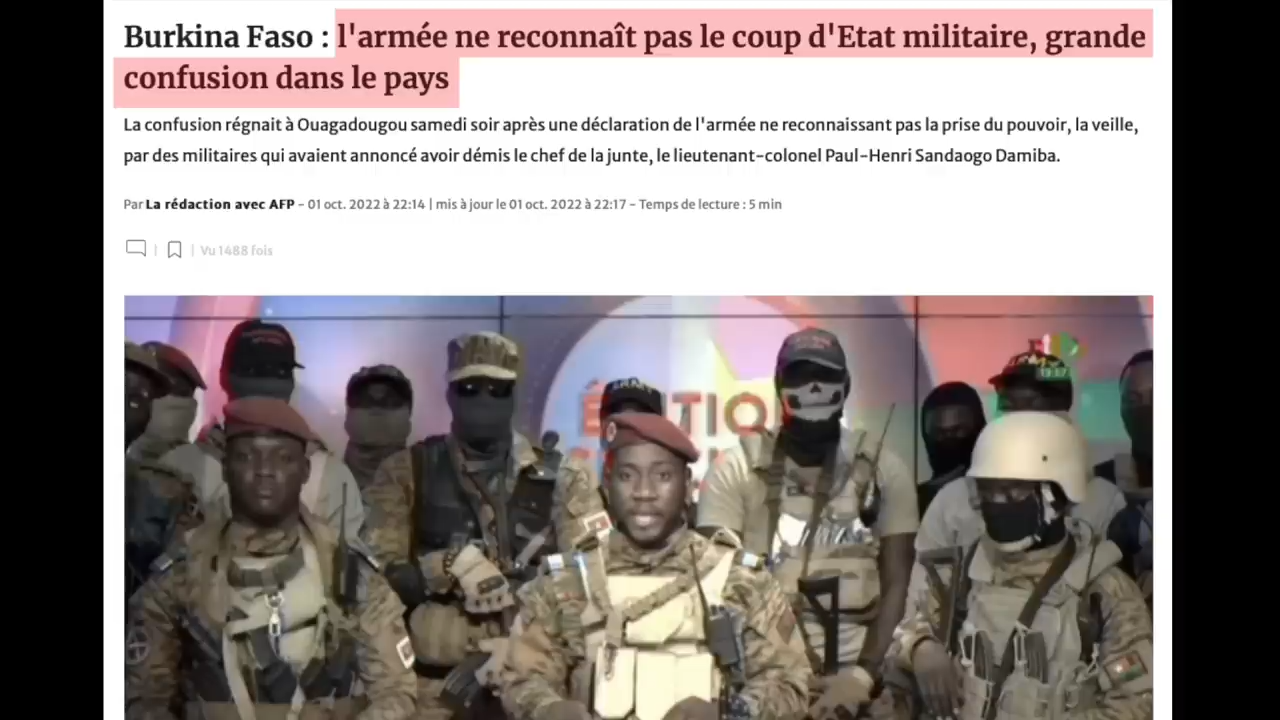 Burkina Faso : l'armée ne reconnaît pas le coup d'Etat militaire, grande
confusion dans le pays
La confusion régnait à Ouagadougou samedi soir après une déclaration de l'armée ne reconnaissant pas la prise du pouvoir, la veille,
par des militaires qui avaient annoncé avoir démis le chef de la junte, le lieutenant-colonel Paul-Henri Sandaogo Damiba.
Par La rédaction avec AFP - 01 oct. 2022 à 22:14 | mis à jour le 01 oct. 2022 à 22:17 - Temps de lecture : 5 min
| | Vu 1488 fois